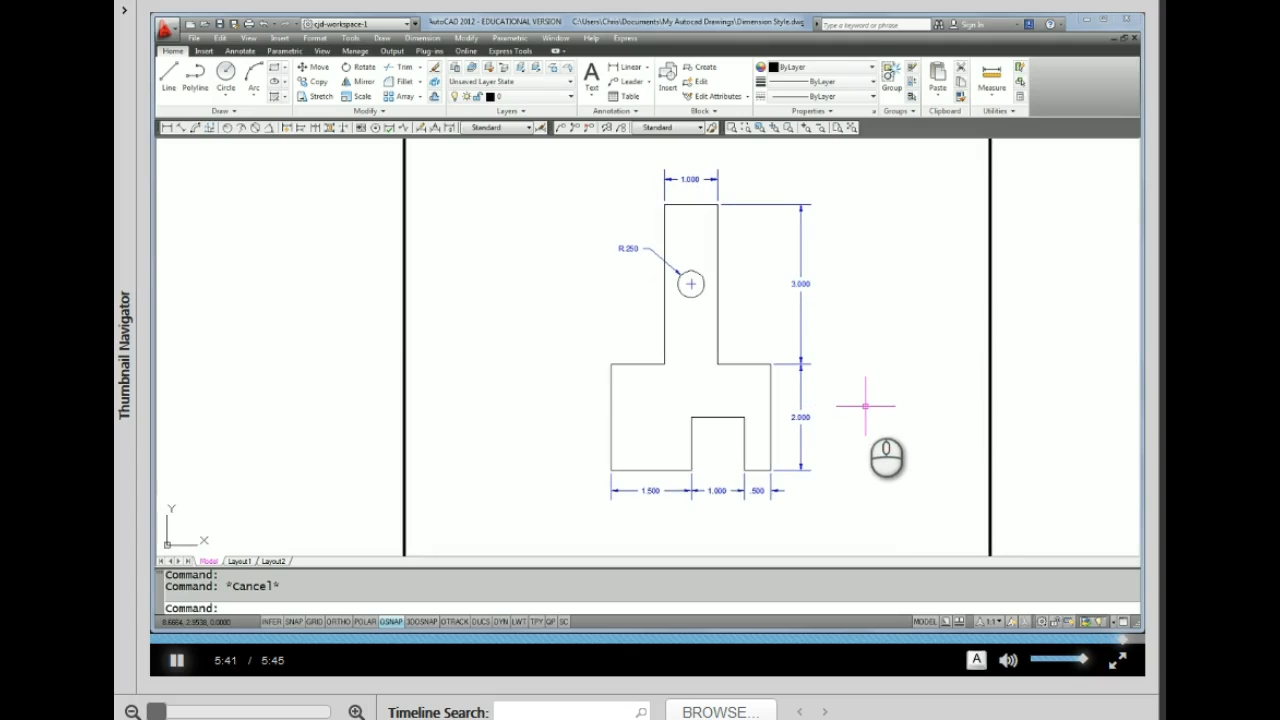 cjd-workspace-1 AutoCAD 2012 - EDUCATIONAL VERSION C:\Users\Chris\Documents\My Autocad Drawings\Dimension Style.dwg Type a keyword or phrase Sign In
File Edit View Insert Format Tools Draw Dimension Modify Parametric Window Help Express
Home Insert Annotate Parametric View Manage Output Plug-ins Online Express Tools
Line Polyline Circle Arc
Move Rotate Trim
Copy Mirror Fillet
Stretch Scale Array
Unsaved Layer State
0
Text
Linear
Leader
Table
Insert
Create
Edit
Edit Attributes
ByLayer
ByLayer
ByLayer
Group Paste Measure
Draw Modify Layers Annotation Block Properties Groups Clipboard Utilities
Standard Standard
1.000
R.250
3.000
2.000
1.500 1.000 .500
Y
X
Model Layout1 Layout2
Command:
Command: *Cancel*
Command:
INFER SNAP GRID ORTHO POLAR OSNAP 3DOSNAP OTRACK DUCS DYN LWT TPY QP SC MODEL 1:1
5:41 / 5:45 A
Thumbnail Navigator
Timeline Search: BROWSE...